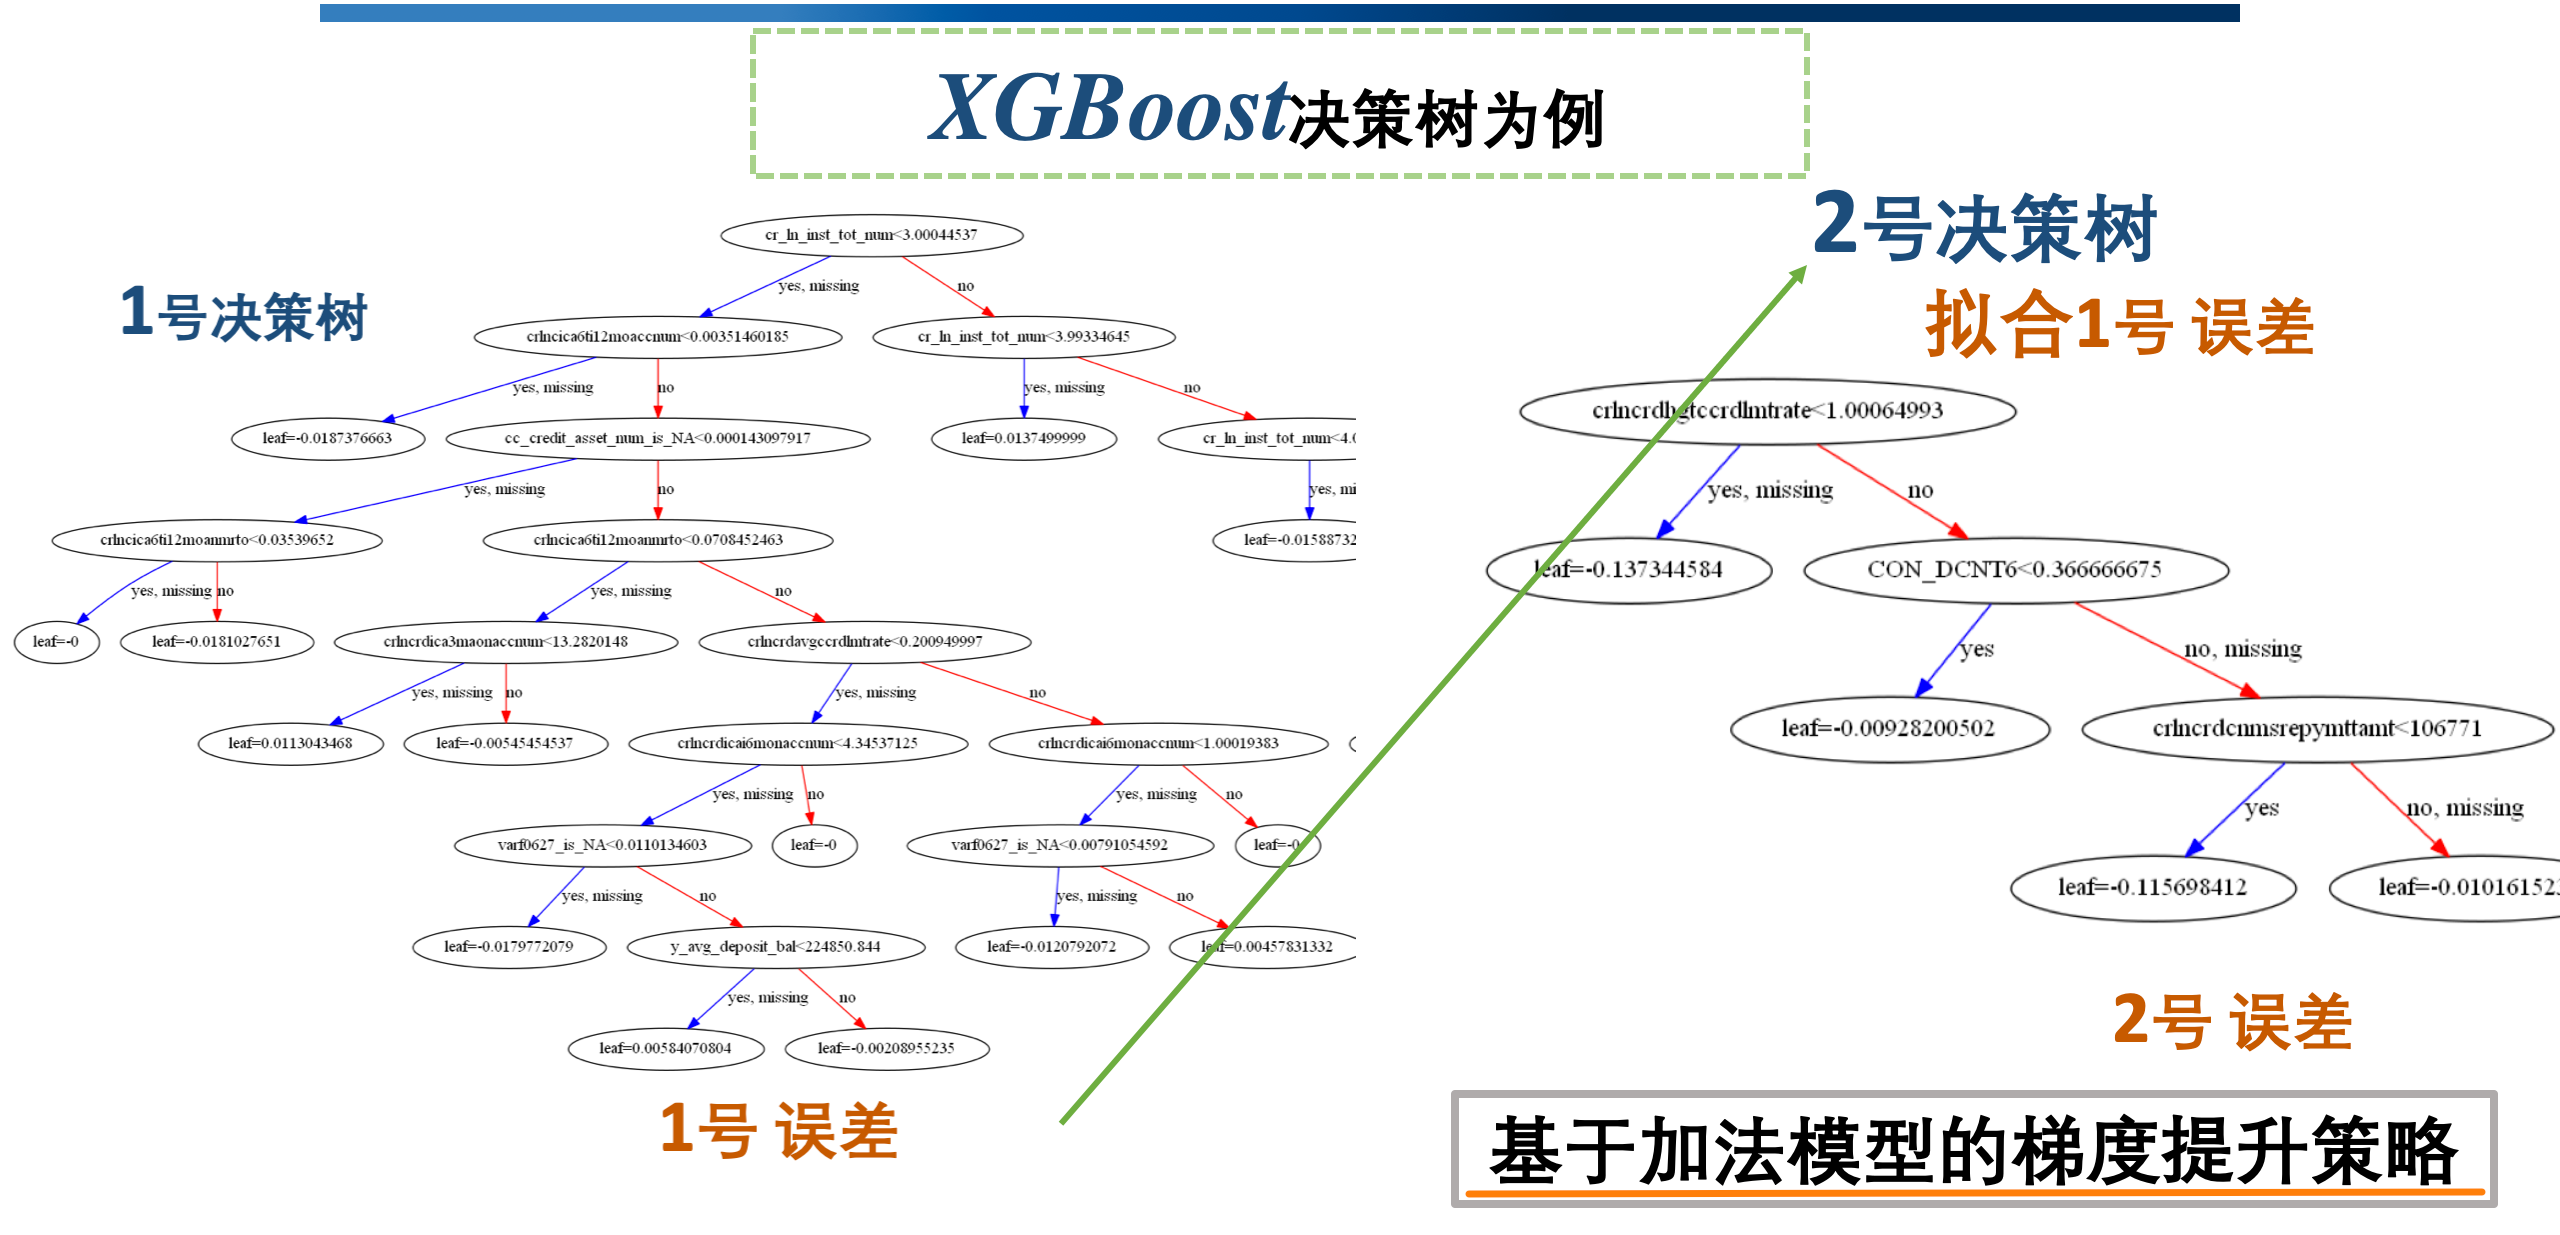 XGBoost决策树为例
1号决策树
cr_ln_inst_tot_num<3.00044537
yes, missing
no
crlncica6ti12moaccnum<0.00351460185
cr_ln_inst_tot_num<3.99334645
yes, missing
no
yes, missing
no
leaf=-0.0187376663
cc_credit_asset_num_is_NA<0.000143097917
leaf=0.0137499999
cr_ln_inst_tot_num<4.0
yes, missing
no
yes, mi
crlncica6ti12moanmrto<0.03539652
crlncica6ti12moanmrto<0.0708452463
leaf=-0.01588732
yes, missing
no
yes, missing
no
leaf=-0
leaf=-0.0181027651
crlncrdica3maonaccnum<13.2820148
crlncrdavgccrdlmtrate<0.200949997
yes, missing
no
yes, missing
no
leaf=0.0113043468
leaf=-0.00545454537
crlncrdicai6monaccnum<4.34537125
crlncrdicai6monaccnum<1.00019383
yes, missing
no
yes, missing
no
varf0627_is_NA<0.0110134603
leaf=-0
varf0627_is_NA<0.00791054592
leaf=-0
yes, missing
no
yes, missing
no
leaf=-0.0179772079
y_avg_deposit_bal<224850.844
leaf=-0.0120792072
leaf=0.00457831332
yes, missing
no
leaf=0.00584070804
leaf=-0.00208955235
1号 误差
2号决策树
拟合1号 误差
crlncrdhgtccrdlmtrate<1.00064993
yes, missing
no
leaf=-0.137344584
CON_DCNT6<0.366666675
yes
no, missing
leaf=-0.00928200502
crlncrdcnmsrepymttamt<106771
yes
no, missing
leaf=-0.115698412
leaf=-0.01016152
2号 误差
基于加法模型的梯度提升策略